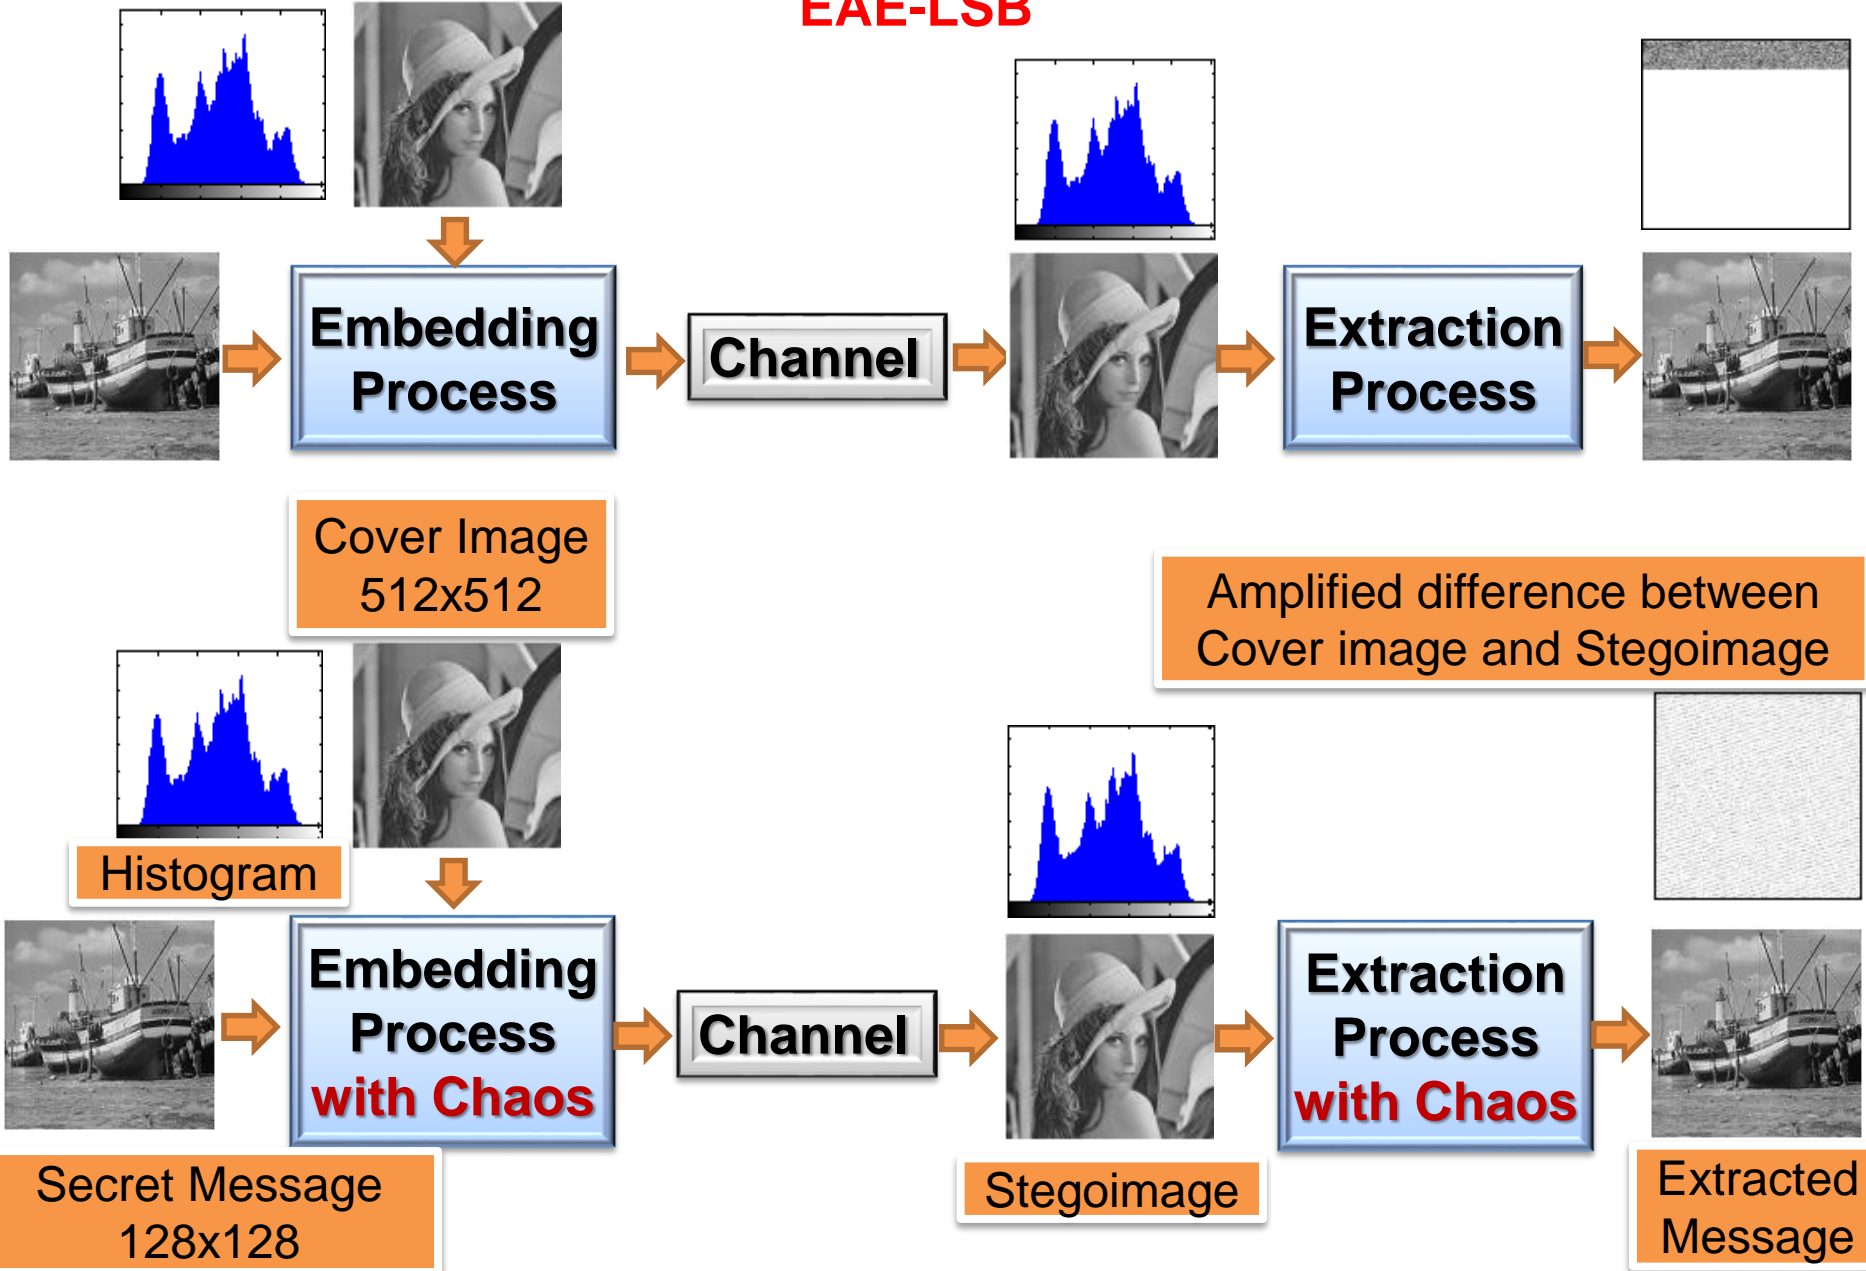 EAE-LSB
Embedding
Process
Channel
Extraction
Process
Cover Image
512x512
Amplified difference between
Cover image and Stegoimage
Histogram
Embedding
Process
with Chaos
Channel
Extraction
Process
with Chaos
Secret Message
128x128
Stegoimage
Extracted
Message